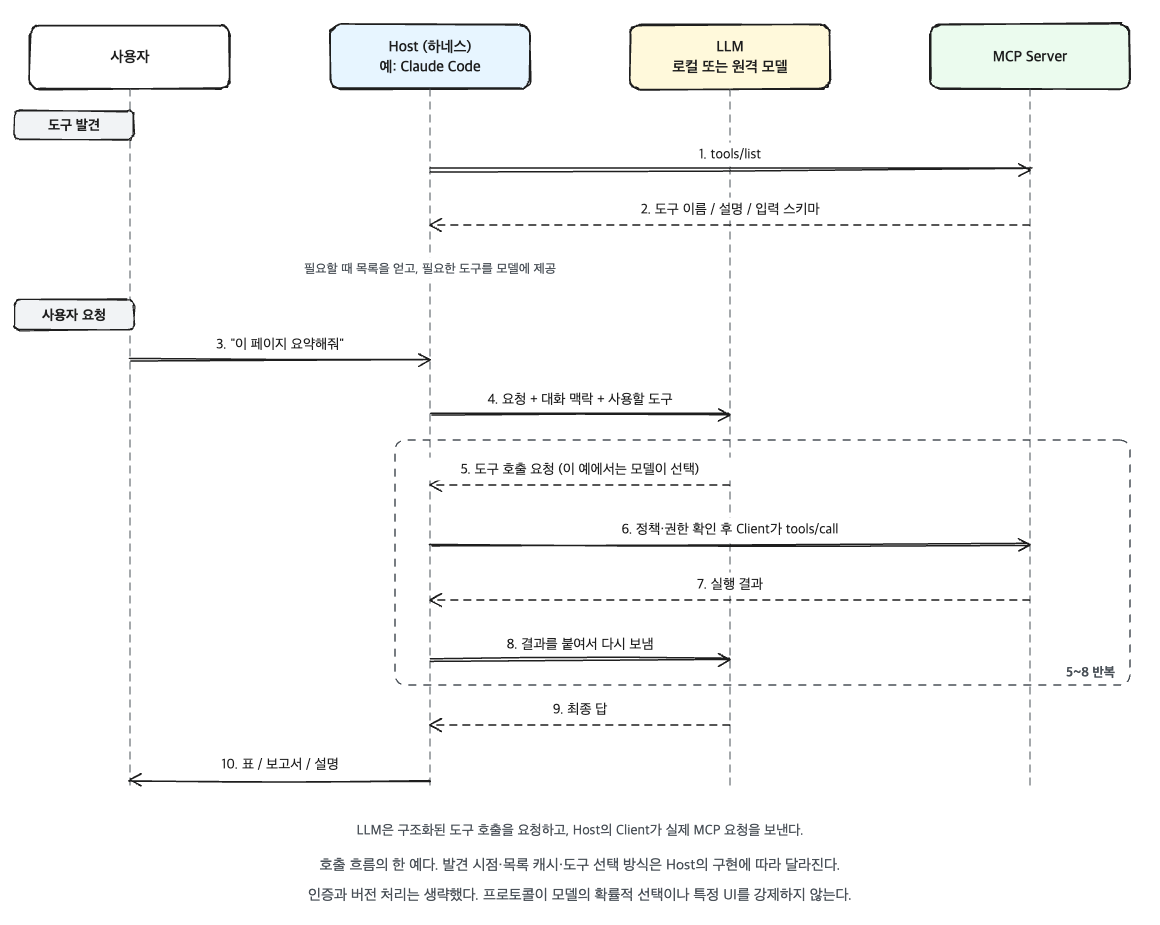 사용자
Host (하네스)
예: Claude Code
LLM
로컬 또는 원격 모델
MCP Server
도구 발견
1. tools/list
2. 도구 이름 / 설명 / 입력 스키마
필요할 때 목록을 얻고, 필요한 도구를 모델에 제공
사용자 요청
3. "이 페이지 요약해줘"
4. 요청 + 대화 맥락 + 사용할 도구
5. 도구 호출 요청 (이 예에서는 모델이 선택)
6. 정책·권한 확인 후 Client가 tools/call
7. 실행 결과
8. 결과를 붙여서 다시 보냄
5~8 반복
9. 최종 답
10. 표 / 보고서 / 설명
LLM은 구조화된 도구 호출을 요청하고, Host의 Client가 실제 MCP 요청을 보낸다.
호출 흐름의 한 예다. 발견 시점·목록 캐시·도구 선택 방식은 Host의 구현에 따라 달라진다.
인증과 버전 처리는 생략했다. 프로토콜이 모델의 확률적 선택이나 특정 UI를 강제하지 않는다.